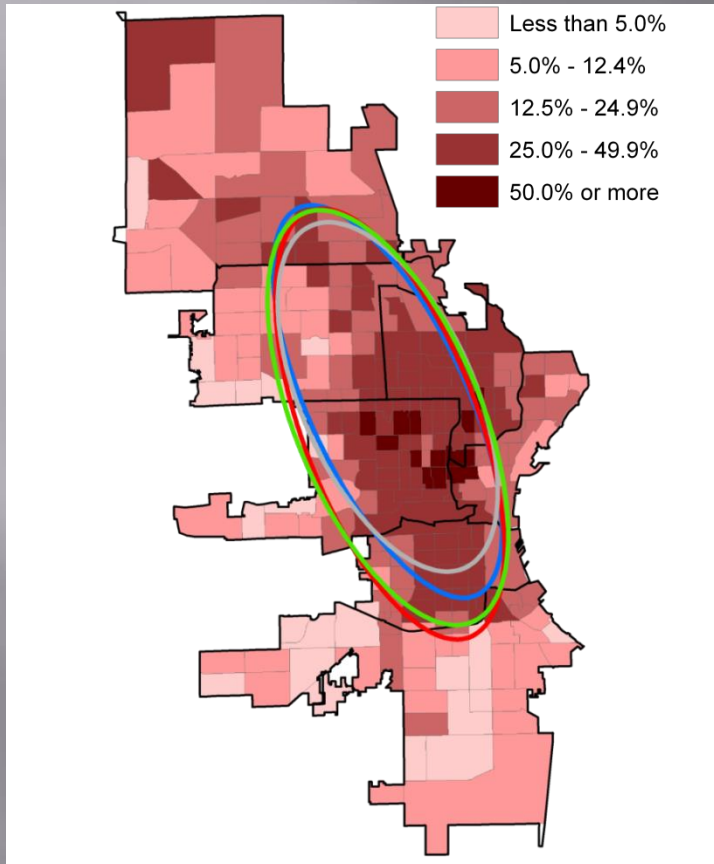 Less than 5.0%
5.0% - 12.4%
12.5% - 24.9%
25.0% - 49.9%
50.0% or more